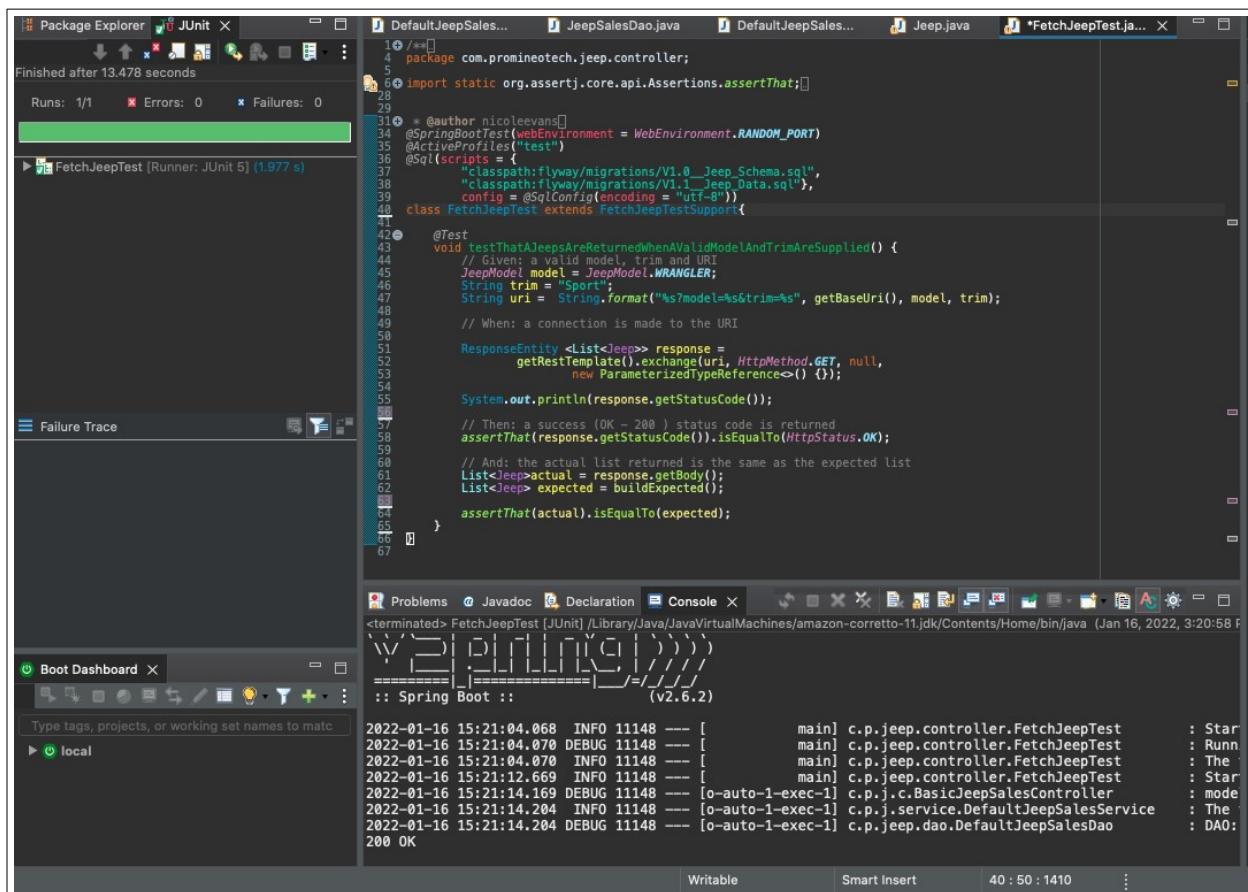 Package Explorer
JUnit
Finished after 13.478 seconds
Runs: 1/1
Errors: 0
Failures: 0
FetchJeepTest [Runner: JUnit 5] (1.977 s)
Failure Trace
Boot Dashboard
Type tags, projects, or working set names to matc
local
DefaultJeepSales...
JeepSalesDao.java
DefaultJeepSales...
Jeep.java
*FetchJeepTest.ja...
1 /**
4 package com.promineotech.jeep.controller;
5
6 import static org.assertj.core.api.Assertions.assertThat;
28
29
31 * @author nicoleevans
34 @SpringBootTest(webEnvironment = WebEnvironment.RANDOM_PORT)
35 @ActiveProfiles("test")
36 @Sql(scripts = {
37 "classpath:flyway/migrations/V1.0__Jeep_Schema.sql",
38 "classpath:flyway/migrations/V1.1__Jeep_Data.sql"},
39 config = @SqlConfig(encoding = "utf-8"))
40 class FetchJeepTest extends FetchJeepTestSupport{
41
42 @Test
43 void testThatAJeepsAreReturnedWhenAValidModelAndTrimAreSupplied() {
44 // Given: a valid model, trim and URI
45 JeepModel model = JeepModel.WRANGLER;
46 String trim = "Sport";
47 String uri =  String.format("%s?model=%s&trim=%s", getBaseUri(), model, trim);
48
49 // When: a connection is made to the URI
50
51 ResponseEntity <List<Jeep>> response =
52 getRestTemplate().exchange(uri, HttpMethod.GET, null,
53 new ParameterizedTypeReference<>() {});
54
55 System.out.println(response.getStatusCode());
56
57 // Then: a success (OK – 200 ) status code is returned
58 assertThat(response.getStatusCode()).isEqualTo(HttpStatus.OK);
59
60 // And: the actual list returned is the same as the expected list
61 List<Jeep>actual = response.getBody();
62 List<Jeep> expected = buildExpected();
63
64 assertThat(actual).isEqualTo(expected);
65 }
66 }
67
Problems
@ Javadoc
Declaration
Console
<terminated> FetchJeepTest [JUnit] /Library/Java/JavaVirtualMachines/amazon-corretto-11.jdk/Contents/Home/bin/java (Jan 16, 2022, 3:20:58 P
:: Spring Boot :: (v2.6.2)
2022-01-16 15:21:04.068  INFO 11148 --- [           main] c.p.jeep.controller.FetchJeepTest        : Star
2022-01-16 15:21:04.070 DEBUG 11148 --- [           main] c.p.jeep.controller.FetchJeepTest        : Runn
2022-01-16 15:21:04.070  INFO 11148 --- [           main] c.p.jeep.controller.FetchJeepTest        : The
2022-01-16 15:21:12.669  INFO 11148 --- [           main] c.p.jeep.controller.FetchJeepTest        : Star
2022-01-16 15:21:14.169 DEBUG 11148 --- [o-auto-1-exec-1] c.p.j.c.BasicJeepSalesController         : mode
2022-01-16 15:21:14.204  INFO 11148 --- [o-auto-1-exec-1] c.p.j.service.DefaultJeepSalesService    : The
2022-01-16 15:21:14.204 DEBUG 11148 --- [o-auto-1-exec-1] c.p.jeep.dao.DefaultJeepSalesDao         : DAO:
200 OK
Writable
Smart Insert
40 : 50 : 1410